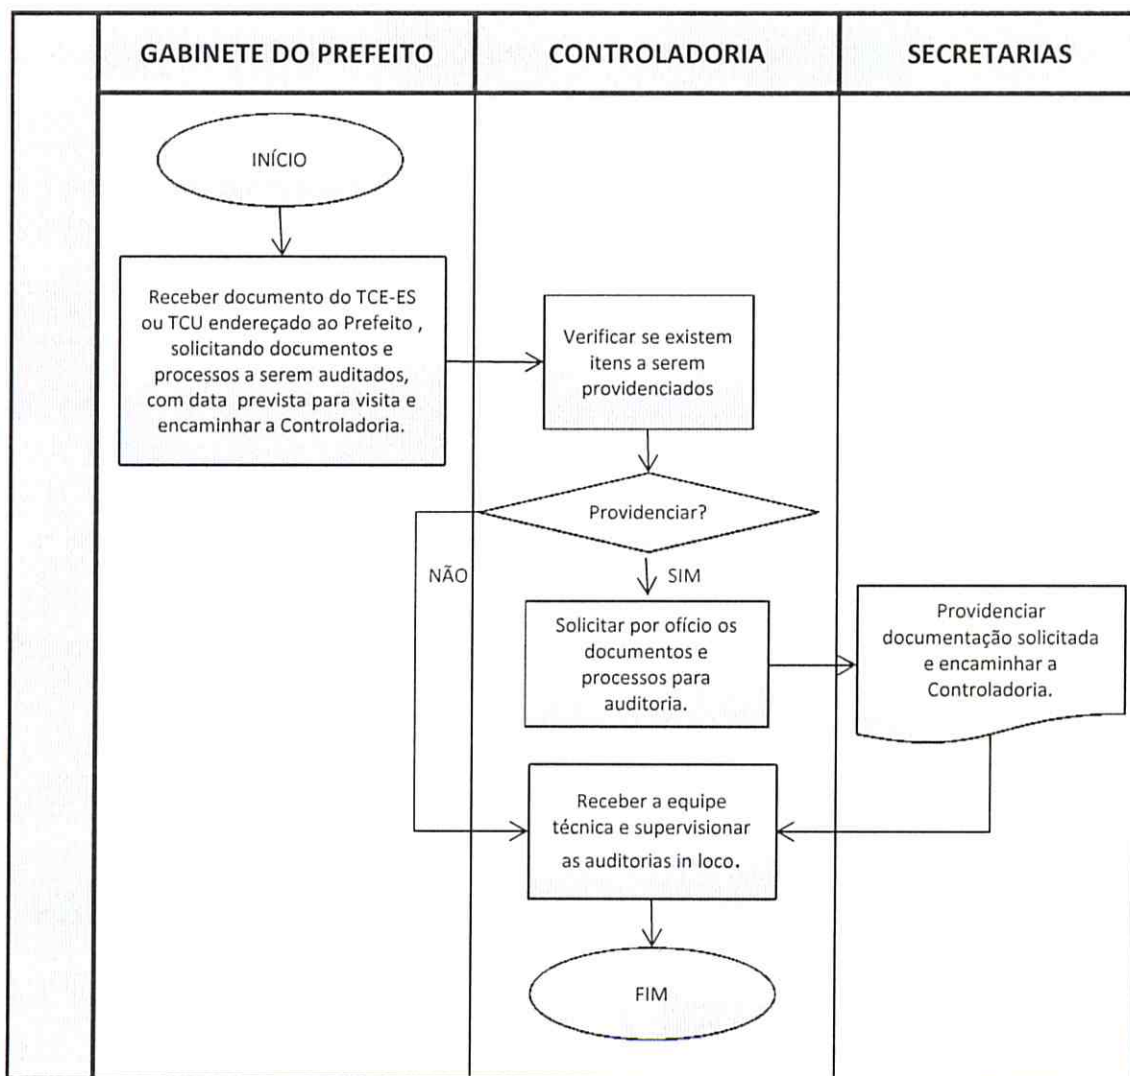 GABINETE DO PREFEITO
CONTROLADORIA
SECRETARIAS
INÍCIO
Receber documento do TCE-ES
ou TCU endereçado ao Prefeito ,
solicitando documentos e
processos a serem auditados,
com data prevista para visita e
encaminhar a Controladoria.
Verificar se existem
itens a serem
providenciados
Providenciar?
NÃO
SIM
Solicitar por ofício os
documentos e
processos para
auditoria.
Providenciar
documentação solicitada
e encaminhar a
Controladoria.
Receber a equipe
técnica e supervisionar
as auditorias in loco.
FIM